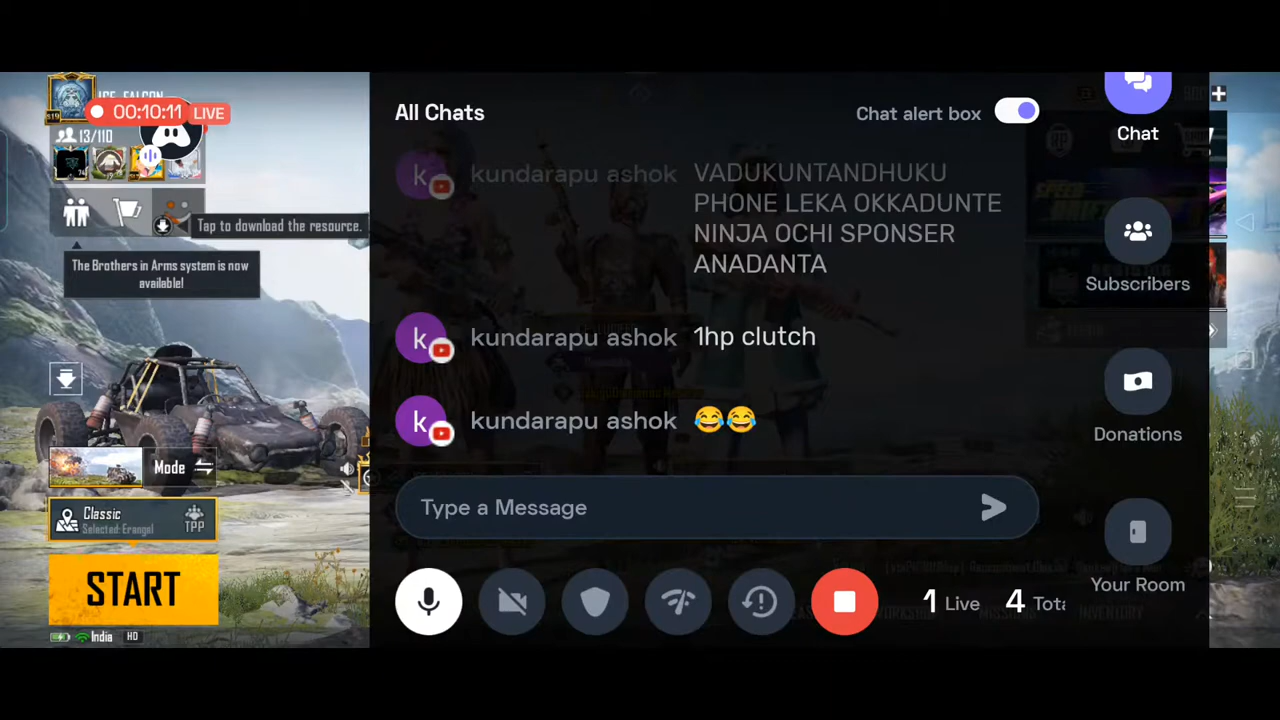 00:10:11 LIVE
13/110
Tap to download the resource.
The Brothers in Arms system is now
available!
Mode
Classic
Selected: Erangel
TPP
START
India
HD
All Chats
Chat alert box
kundarapu ashok VADUKUNTANDHUKU
PHONE LEKA OKKADUNTE
NINJA OCHI SPONSER
ANADANTA
kundarapu ashok 1hp clutch
kundarapu ashok 😂😂
Type a Message
1 Live 4 Tota
Chat
Subscribers
Donations
Your Room
INVENTORY